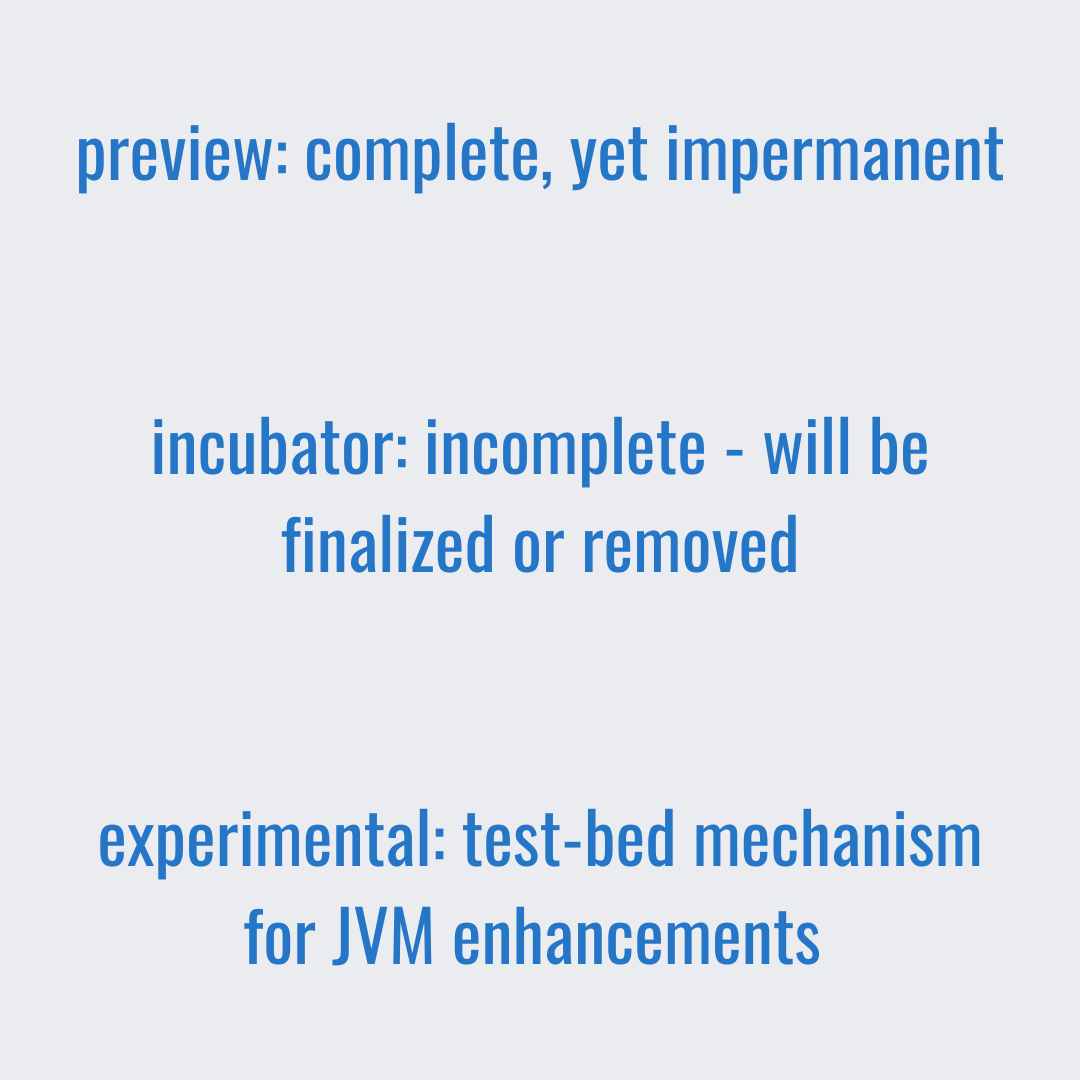 preview: complete, yet impermanent
incubator: incomplete - will be
finalized or removed
experimental: test-bed mechanism
for JVM enhancements